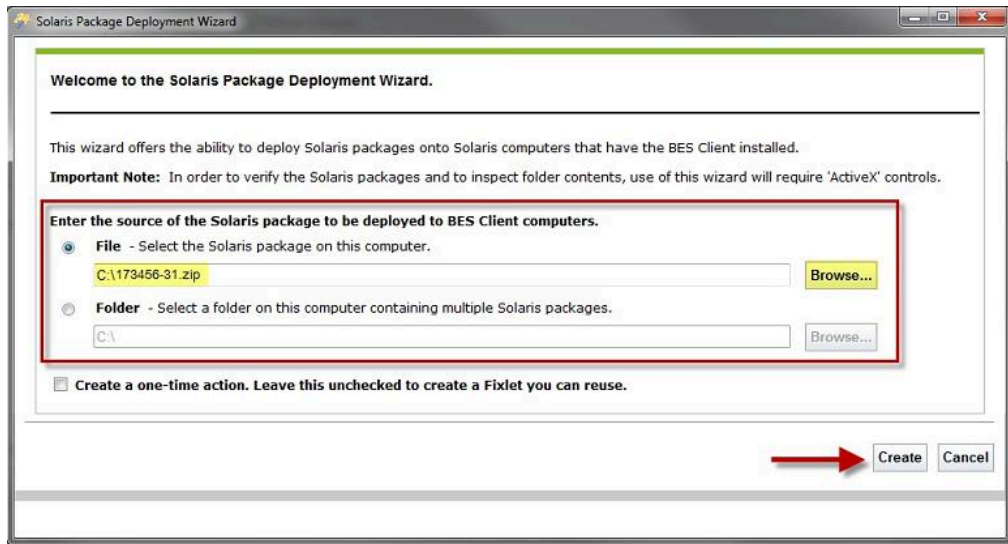 Solaris Package Deployment Wizard
Welcome to the Solaris Package Deployment Wizard.
This wizard offers the ability to deploy Solaris packages onto Solaris computers that have the BES Client installed.
Important Note: In order to verify the Solaris packages and to inspect folder contents, use of this wizard will require 'ActiveX' controls.
Enter the source of the Solaris package to be deployed to BES Client computers.
File - Select the Solaris package on this computer.
C:\173456-31.zip Browse...
Folder - Select a folder on this computer containing multiple Solaris packages.
C:\ Browse...
Create a one-time action. Leave this unchecked to create a Fixlet you can reuse.
Create Cancel